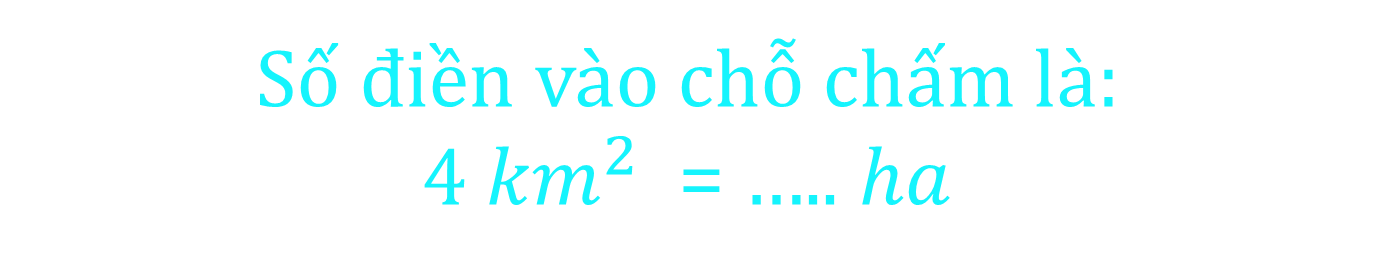 Số điền vào chỗ chấm là:
4 km² = ..... ha